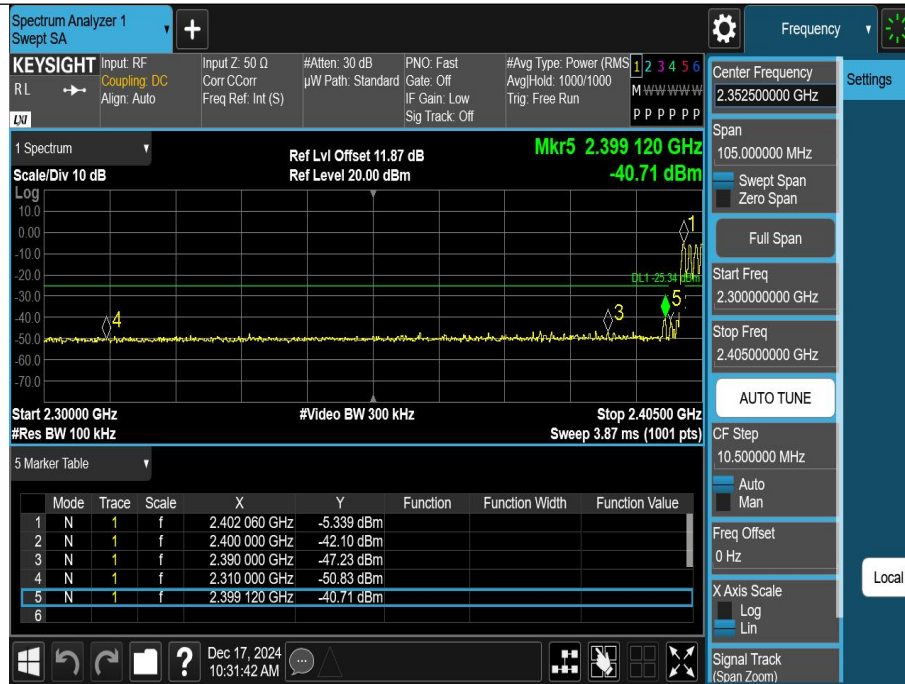 Spectrum Analyzer 1
Swept SA
Frequency
KEYSIGHT
RL
LXI
Input: RF
Coupling: DC
Align: Auto
Input Z: 50 Ω
Corr CCorr
Freq Ref: Int (S)
#Atten: 30 dB
µW Path: Standard
PNO: Fast
Gate: Off
IF Gain: Low
Sig Track: Off
#Avg Type: Power (RMS
Avg|Hold: 1000/1000
Trig: Free Run
1 2 3 4 5 6
M W W W W W
P P P P P P
1 Spectrum
Scale/Div 10 dB
Ref Lvl Offset 11.87 dB
Ref Level 20.00 dBm
Mkr5 2.399 120 GHz
-40.71 dBm
Log
10.0
0.00
-10.0
-20.0
-30.0
-40.0
-50.0
-60.0
-70.0
1
DL1 -25.34 dBm
5
3
4
Start 2.30000 GHz
#Res BW 100 kHz
#Video BW 300 kHz
Stop 2.40500 GHz
Sweep 3.87 ms (1001 pts)
5 Marker Table
Mode Trace Scale X Y Function Function Width Function Value
1 N 1 f 2.402 060 GHz -5.339 dBm
2 N 1 f 2.400 000 GHz -42.10 dBm
3 N 1 f 2.390 000 GHz -47.23 dBm
4 N 1 f 2.310 000 GHz -50.83 dBm
5 N 1 f 2.399 120 GHz -40.71 dBm
6
?
Dec 17, 2024
10:31:42 AM
Center Frequency
2.352500000 GHz
Settings
Span
105.000000 MHz
Swept Span
Zero Span
Full Span
Start Freq
2.300000000 GHz
Stop Freq
2.405000000 GHz
AUTO TUNE
CF Step
10.500000 MHz
Auto
Man
Freq Offset
0 Hz
Local
X Axis Scale
Log
Lin
Signal Track
(Span Zoom)